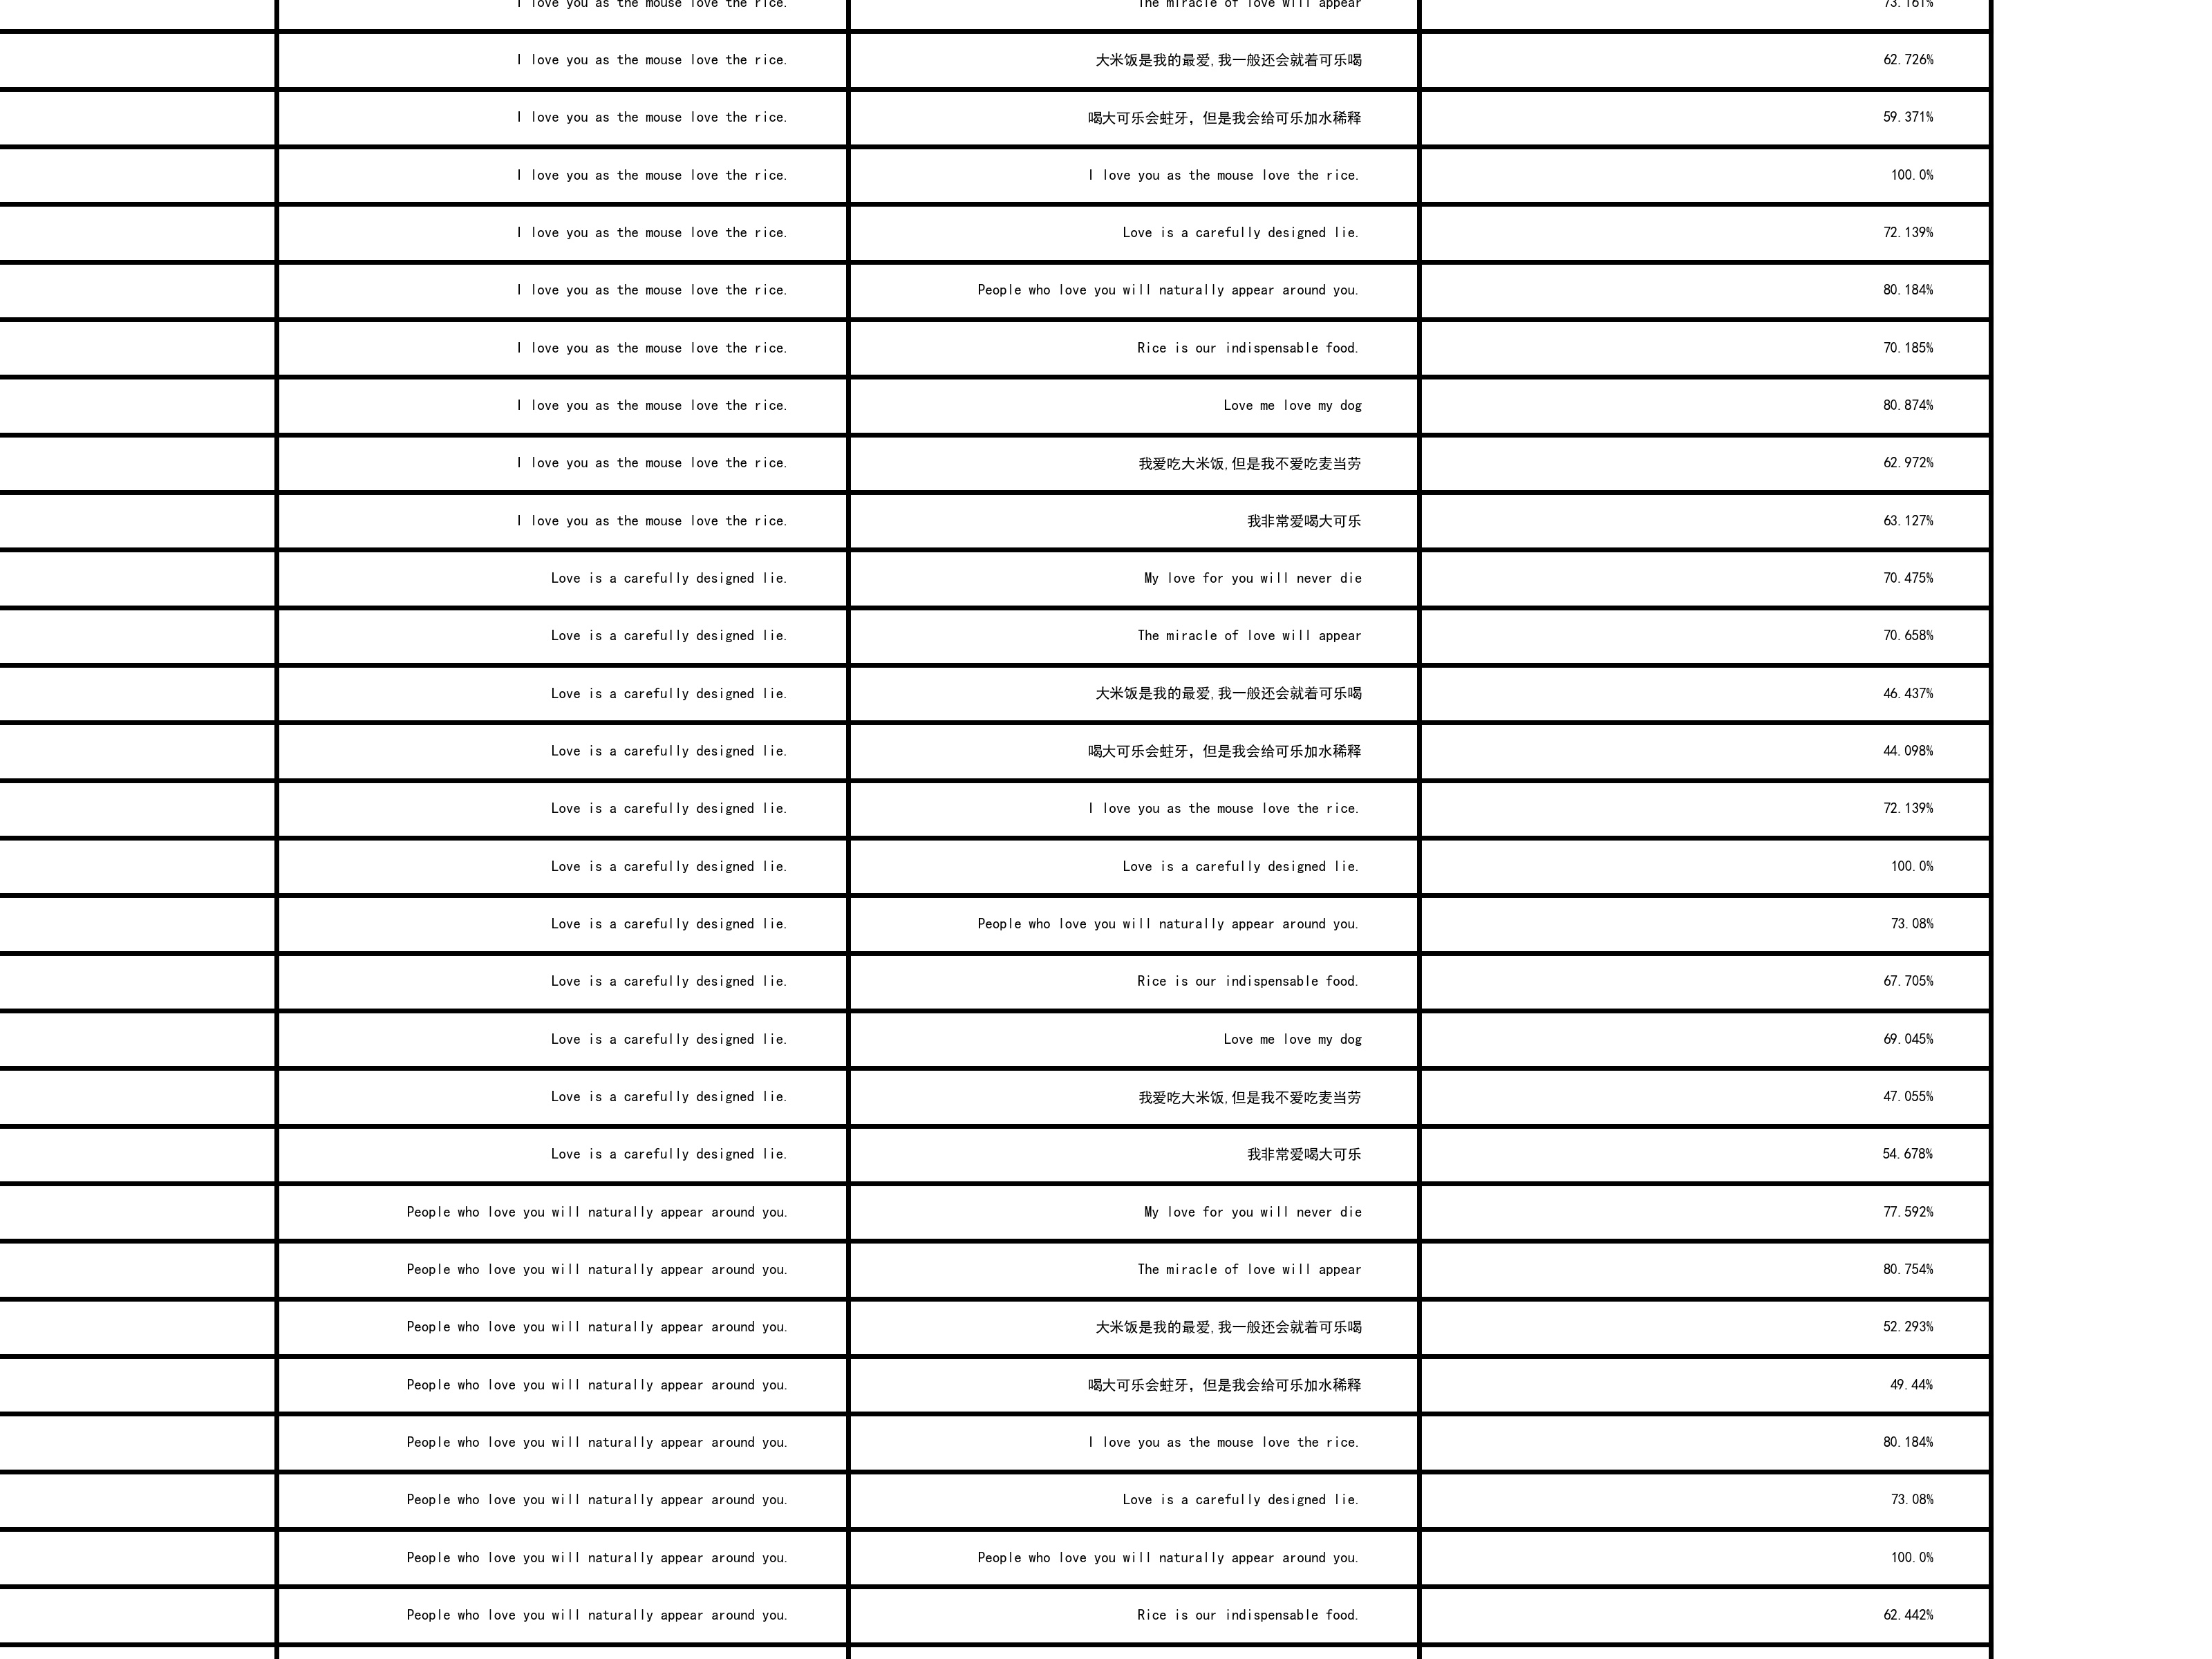 I love you as the mouse love the rice. The miracle of love will appear 73.161%
I love you as the mouse love the rice. 大米饭是我的最爱,我一般还会就着可乐喝 62.726%
I love you as the mouse love the rice. 喝大可乐会蛀牙，但是我会给可乐加水稀释 59.371%
I love you as the mouse love the rice. I love you as the mouse love the rice. 100.0%
I love you as the mouse love the rice. Love is a carefully designed lie. 72.139%
I love you as the mouse love the rice. People who love you will naturally appear around you. 80.184%
I love you as the mouse love the rice. Rice is our indispensable food. 70.185%
I love you as the mouse love the rice. Love me love my dog 80.874%
I love you as the mouse love the rice. 我爱吃大米饭,但是我不爱吃麦当劳 62.972%
I love you as the mouse love the rice. 我非常爱喝大可乐 63.127%
Love is a carefully designed lie. My love for you will never die 70.475%
Love is a carefully designed lie. The miracle of love will appear 70.658%
Love is a carefully designed lie. 大米饭是我的最爱,我一般还会就着可乐喝 46.437%
Love is a carefully designed lie. 喝大可乐会蛀牙，但是我会给可乐加水稀释 44.098%
Love is a carefully designed lie. I love you as the mouse love the rice. 72.139%
Love is a carefully designed lie. Love is a carefully designed lie. 100.0%
Love is a carefully designed lie. People who love you will naturally appear around you. 73.08%
Love is a carefully designed lie. Rice is our indispensable food. 67.705%
Love is a carefully designed lie. Love me love my dog 69.045%
Love is a carefully designed lie. 我爱吃大米饭,但是我不爱吃麦当劳 47.055%
Love is a carefully designed lie. 我非常爱喝大可乐 54.678%
People who love you will naturally appear around you. My love for you will never die 77.592%
People who love you will naturally appear around you. The miracle of love will appear 80.754%
People who love you will naturally appear around you. 大米饭是我的最爱,我一般还会就着可乐喝 52.293%
People who love you will naturally appear around you. 喝大可乐会蛀牙，但是我会给可乐加水稀释 49.44%
People who love you will naturally appear around you. I love you as the mouse love the rice. 80.184%
People who love you will naturally appear around you. Love is a carefully designed lie. 73.08%
People who love you will naturally appear around you. People who love you will naturally appear around you. 100.0%
People who love you will naturally appear around you. Rice is our indispensable food. 62.442%